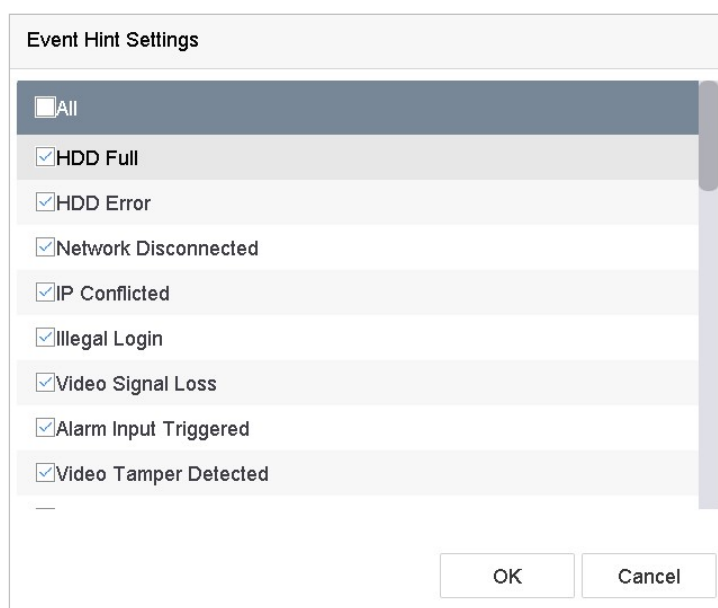 Event Hint Settings
All
HDD Full
HDD Error
Network Disconnected
IP Conflicted
Illegal Login
Video Signal Loss
Alarm Input Triggered
Video Tamper Detected
OK Cancel